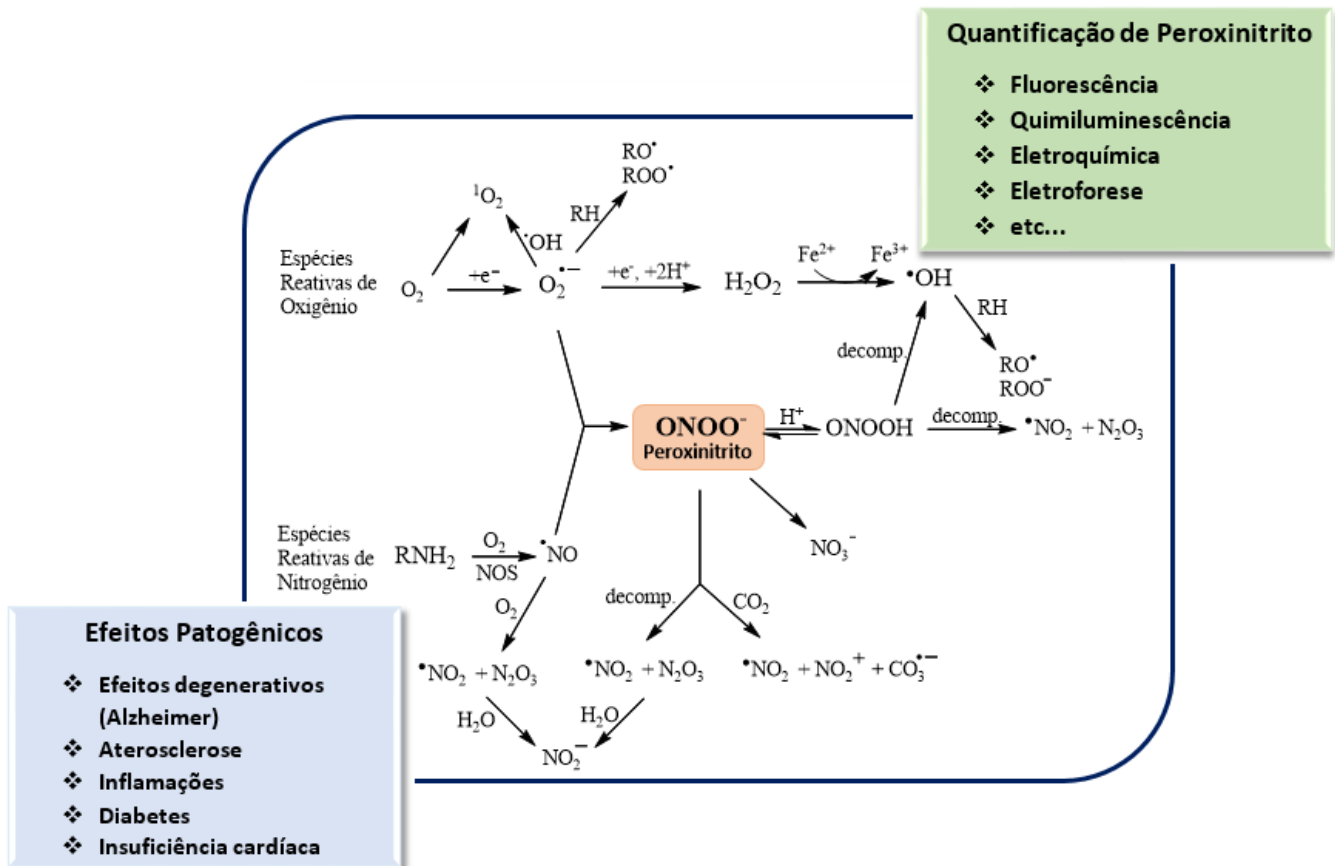 Quantificação de Peroxinitrito
❖ Fluorescência
❖ Quimiluminescência
❖ Eletroquímica
❖ Eletroforese
❖ etc...
RO•
ROO•
¹O₂
•OH
RH
Espécies
Reativas de
Oxigênio
O₂
+e⁻
O₂•⁻
+e⁻, +2H⁺
H₂O₂
Fe²⁺
Fe³⁺
•OH
RH
decomp.
RO•
ROO⁻
ONOO⁻
Peroxinitrito
H⁺
ONOOH
decomp.
•NO₂ + N₂O₃
NO₃⁻
Espécies
Reativas de
Nitrogênio
RNH₂
O₂
NOS
•NO
O₂
decomp.
CO₂
•NO₂ + N₂O₃
•NO₂ + N₂O₃
•NO₂ + NO₂⁺ + CO₃•⁻
H₂O
H₂O
NO₂⁻
Efeitos Patogênicos
❖ Efeitos degenerativos
(Alzheimer)
❖ Aterosclerose
❖ Inflamações
❖ Diabetes
❖ Insuficiência cardíaca